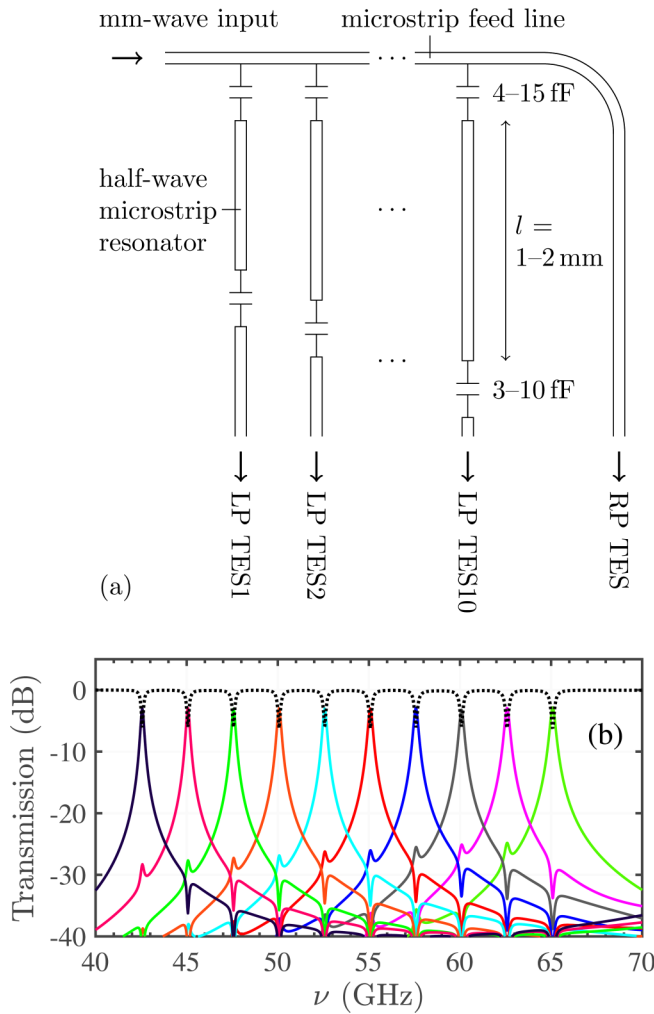 mm-wave input
microstrip feed line
· · ·
4–15 fF
half-wave
microstrip
resonator
· · ·
l =
1–2 mm
· · ·
3–10 fF
LP TES1
LP TES2
LP TES10
RP TES
(a)
0
-10
-20
-30
-40
Transmission (dB)
(b)
40
45
50
55
60
65
70
ν (GHz)